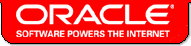 ORACLE
SOFTWARE POWERS THE INTERNET